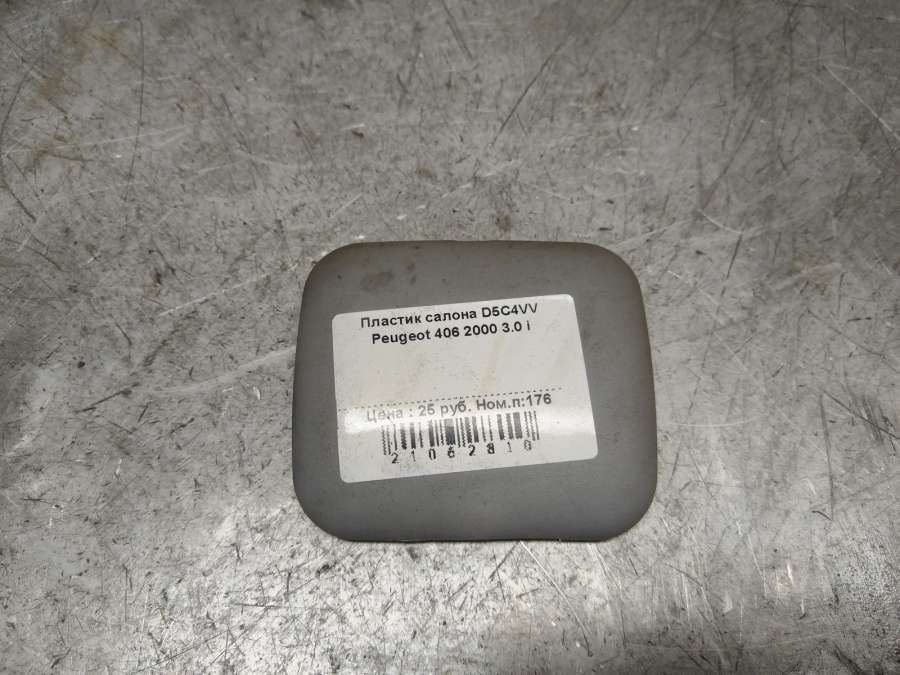 Пластик салона D5C4VV
Peugeot 406 2000 3.0 i
Цена : 25 руб. Ном.п:176
21062810